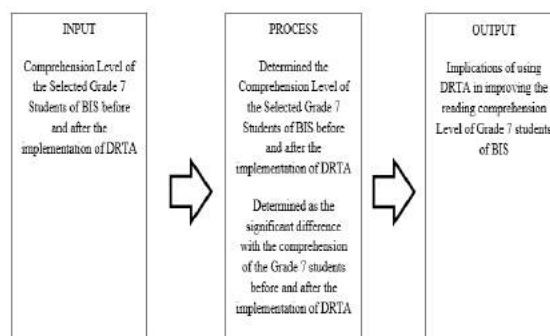 INPUT
Comprehension Level of
the Selected Grade 7
Students of BIS before
and after the
implementation of DRTA
PROCESS
Determined the
Comprehension Level of
the Selected Grade 7
Students of BIS before
and after the
implementation of DRTA
Determined as the
significant difference
with the comprehension
of the Grade 7 students
before and after the
implementation of DRTA
OUTPUT
Implications of using
DRTA in improving the
reading comprehension
Level of Grade 7 students
of BIS